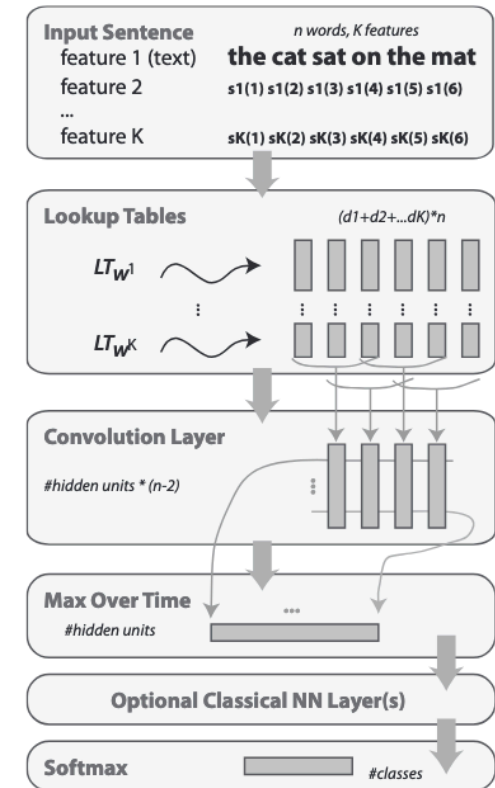 Input Sentence
n words, K features
feature 1 (text) the cat sat on the mat
feature 2 s1(1) s1(2) s1(3) s1(4) s1(5) s1(6)
...
feature K sK(1) sK(2) sK(3) sK(4) sK(5) sK(6)
Lookup Tables
(d1+d2+...dK)*n
LTw1
LTwK
Convolution Layer
#hidden units * (n-2)
Max Over Time
#hidden units
Optional Classical NN Layer(s)
Softmax
#classes